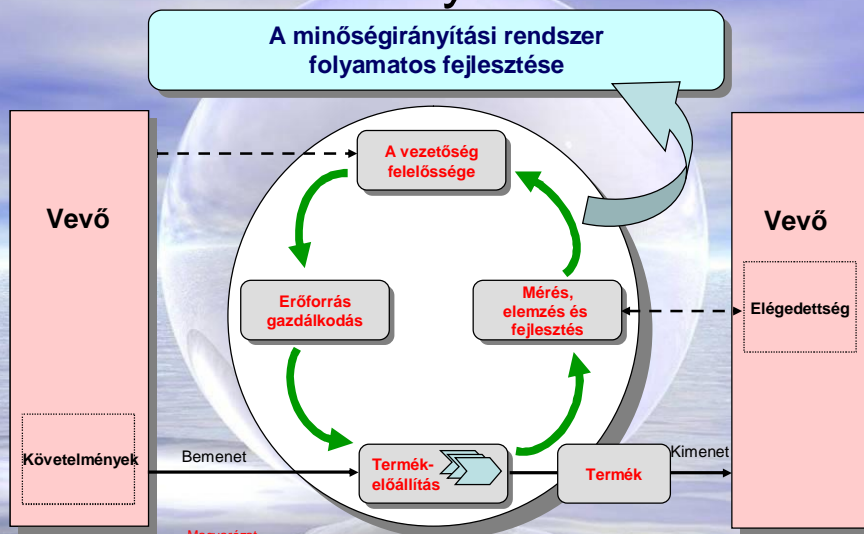 A minőségirányítási rendszer
folyamatos fejlesztése
A vezetőség
felelőssége
Vevő
Vevő
Erőforrás
gazdálkodás
Mérés,
elemzés és
fejlesztés
Elégedettség
Követelmények
Bemenet
Termék-
előállítás
Termék
Kimenet